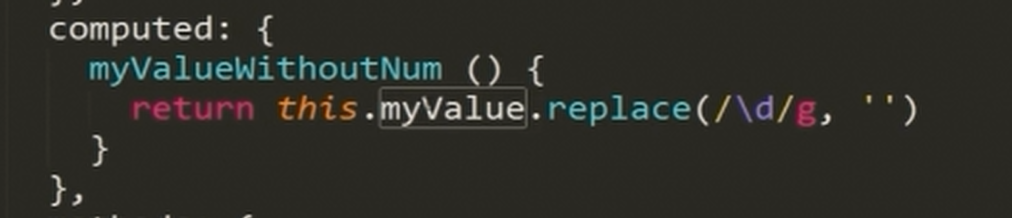 computed: {
myValueWithoutNum () {
return this.myValue.replace(/\d/g, '')
}
},